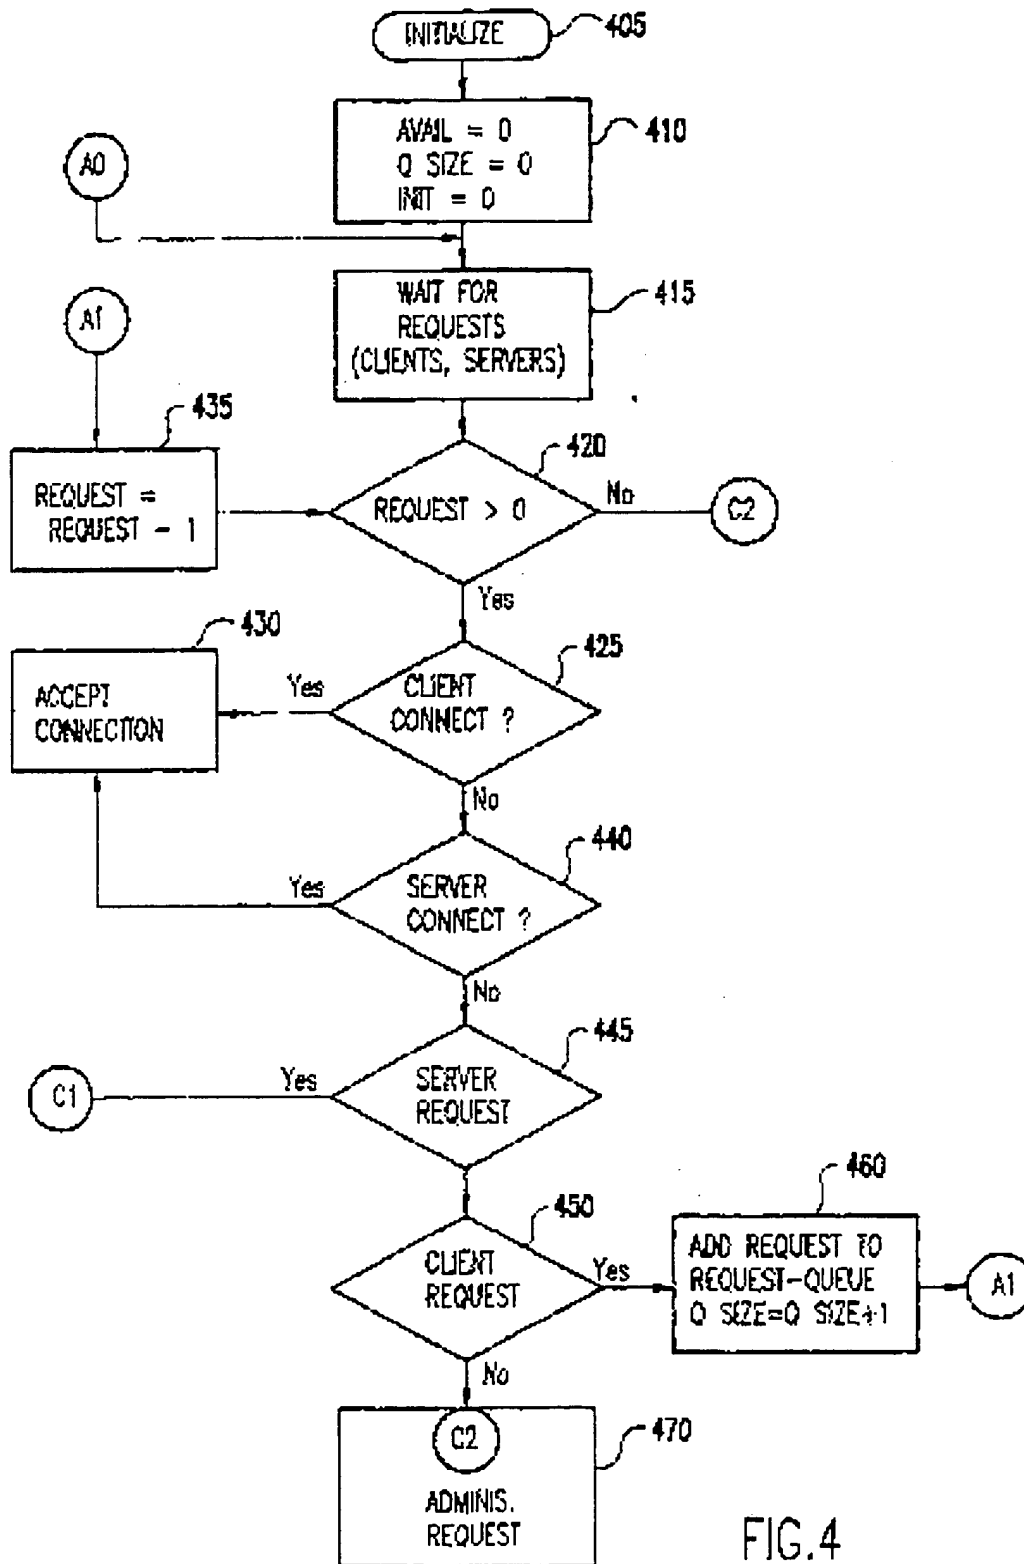 INITIALIZE
405
AVAIL = 0
Q SIZE = 0
INIT = 0
410
A0
WAIT FOR
REQUESTS
(CLIENTS, SERVERS)
415
A1
435
REQUEST =
REQUEST - 1
420
REQUEST > 0
No
C2
Yes
430
ACCEPT
CONNECTION
425
Yes
CLIENT
CONNECT ?
No
440
Yes
SERVER
CONNECT ?
No
445
C1
Yes
SERVER
REQUEST
450
CLIENT
REQUEST
Yes
460
ADD REQUEST TO
REQUEST-QUEUE
Q SIZE=Q SIZE+1
A1
No
C2
ADMINIS.
REQUEST
470
FIG.4